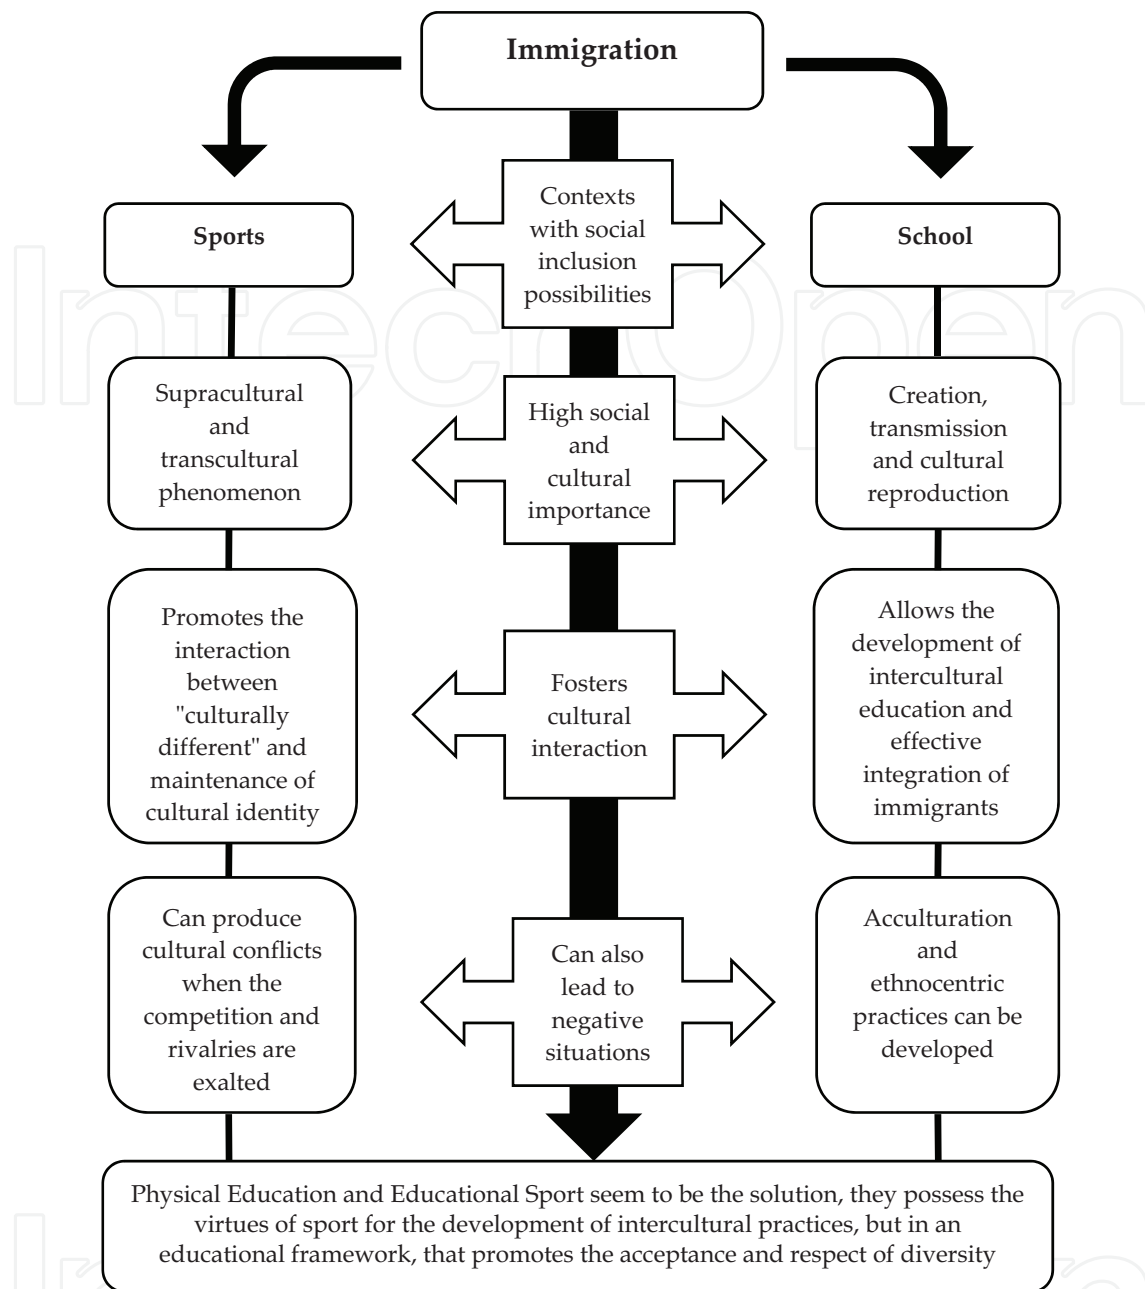 Immigration
Sports
Contexts
with social
inclusion
possibilities
School
Supracultural
and
transcultural
phenomenon
High social
and
cultural
importance
Creation,
transmission
and cultural
reproduction
Promotes the
interaction
between
"culturally
different" and
maintenance of
cultural identity
Fosters
cultural
interaction
Allows the
development of
intercultural
education and
effective
integration of
immigrants
Can produce
cultural conflicts
when the
competition and
rivalries are
exalted
Can also
lead to
negative
situations
Acculturation
and
ethnocentric
practices can be
developed
Physical Education and Educational Sport seem to be the solution, they possess the
virtues of sport for the development of intercultural practices, but in an
educational framework, that promotes the acceptance and respect of diversity
IntechOpen